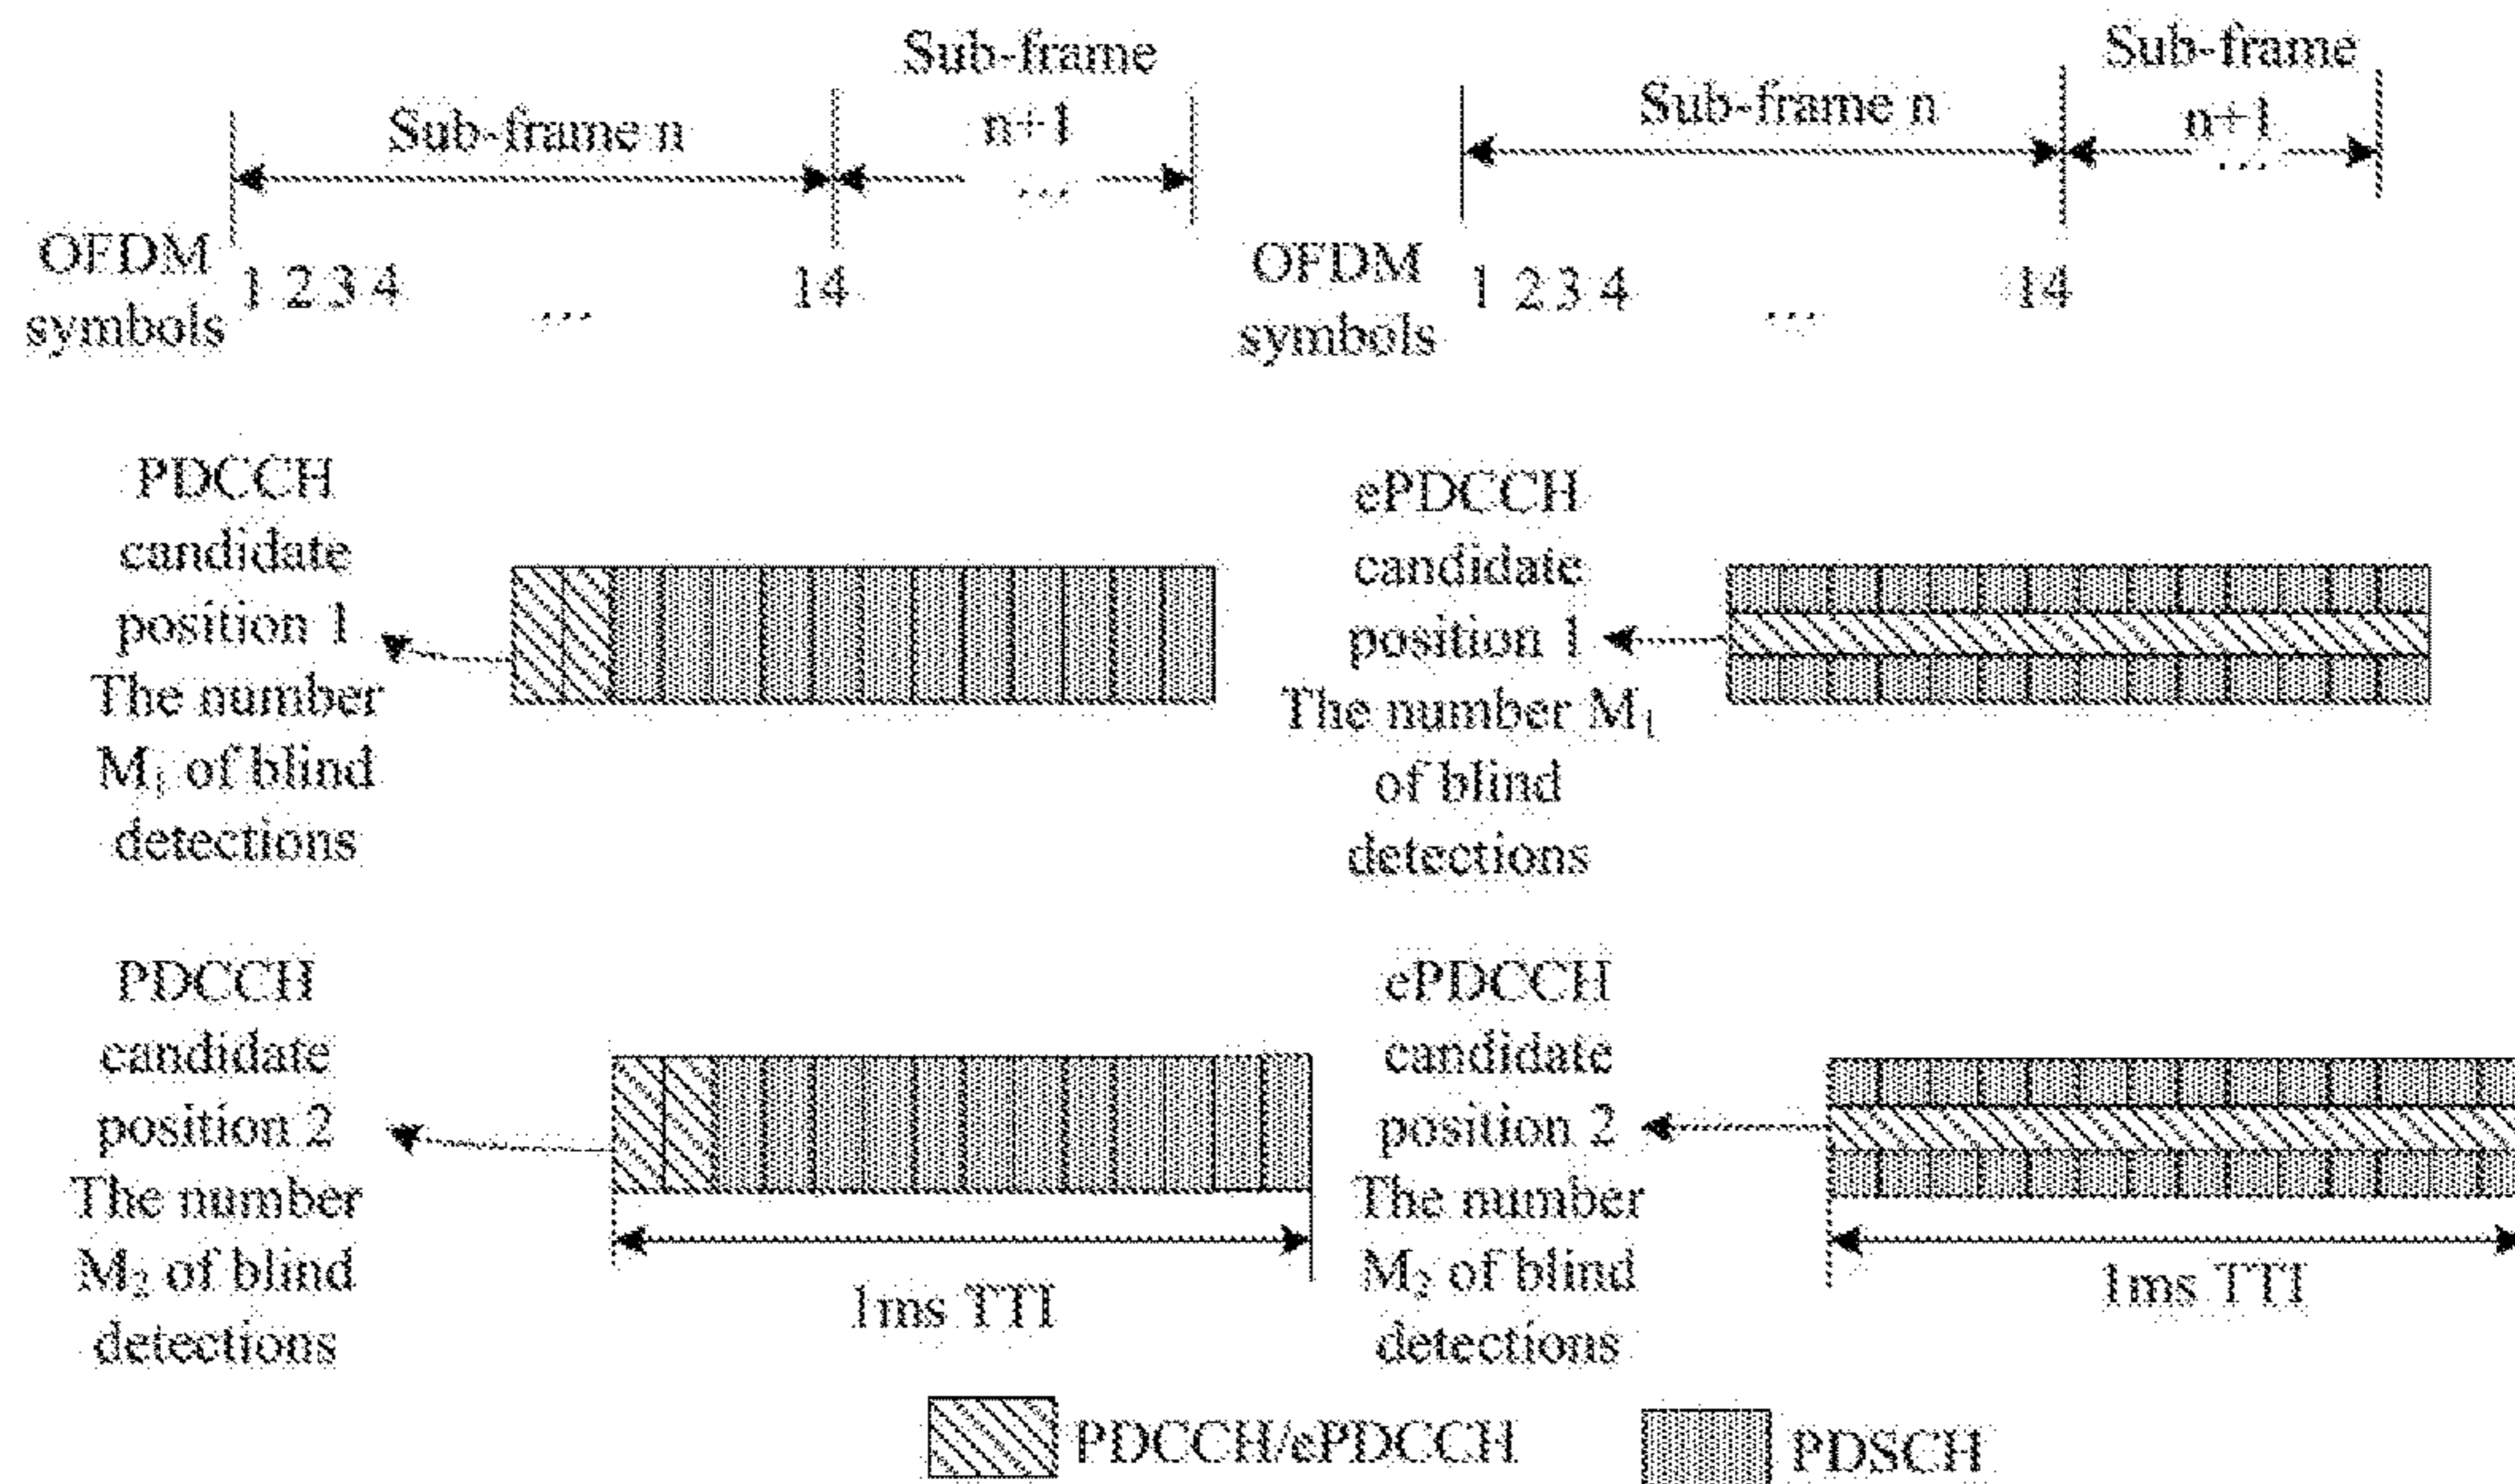 Sub-frame
n+1
Sub-frame n
...
OFDM
symbols
1 2 3 4
...
14
Sub-frame
n+1
Sub-frame n
...
OFDM
symbols
1 2 3 4
...
14
PDCCH
candidate
position 1
The number
M₁ of blind
detections
ePDCCH
candidate
position 1
The number M₁
of blind
detections
PDCCH
candidate
position 2
The number
M₂ of blind
detections
1ms TTI
ePDCCH
candidate
position 2
The number
M₂ of blind
detections
1ms TTI
PDCCH/ePDCCH
PDSCH